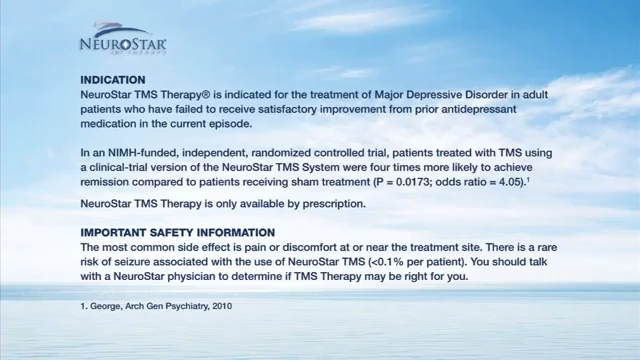 NEUROSTAR®
INDICATION
NeuroStar TMS Therapy® is indicated for the treatment of Major Depressive Disorder in adult
patients who have failed to receive satisfactory improvement from prior antidepressant
medication in the current episode.
In an NIMH-funded, independent, randomized controlled trial, patients treated with TMS using
a clinical-trial version of the NeuroStar TMS System were four times more likely to achieve
remission compared to patients receiving sham treatment (P = 0.0173; odds ratio = 4.05).¹
NeuroStar TMS Therapy is only available by prescription.
IMPORTANT SAFETY INFORMATION
The most common side effect is pain or discomfort at or near the treatment site. There is a rare
risk of seizure associated with the use of NeuroStar TMS (<0.1% per patient). You should talk
with a NeuroStar physician to determine if TMS Therapy may be right for you.
1. George, Arch Gen Psychiatry, 2010